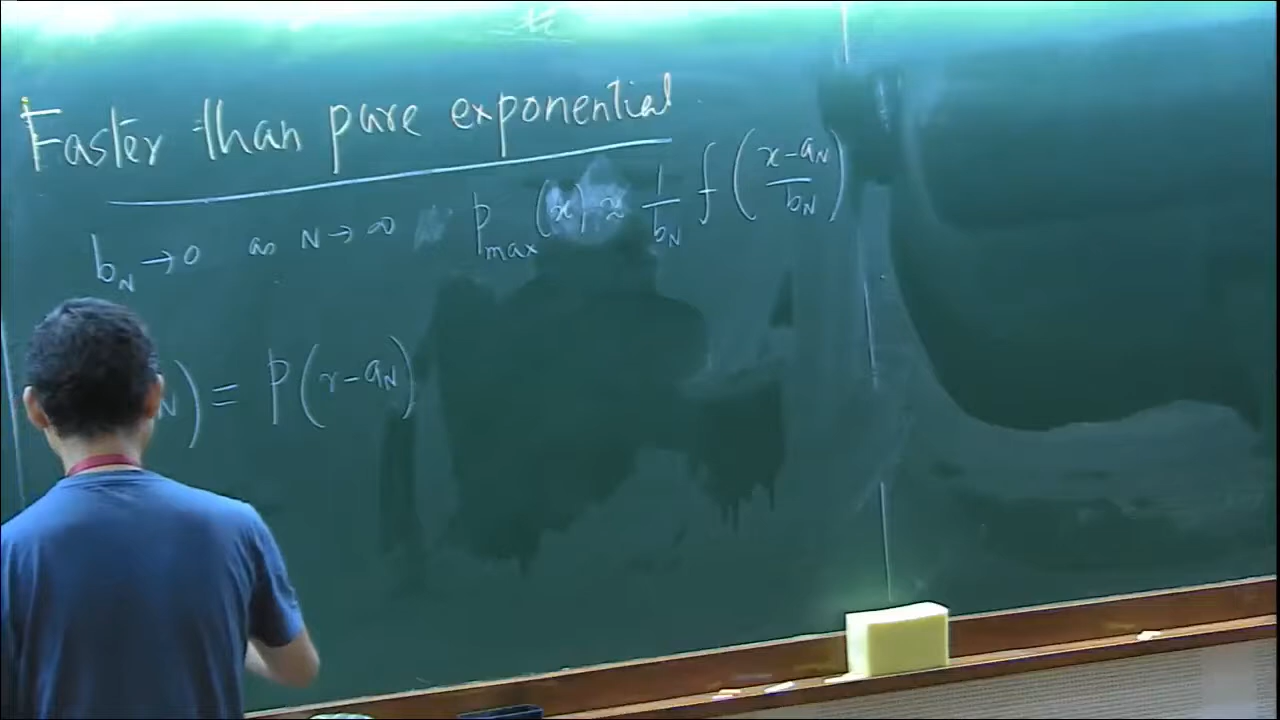 Faster than pure exponential
b_N → 0 as N → ∞ p_max(x) ≈ 1/b_N f((x-a_N)/b_N)
N) = P(r-a_N)